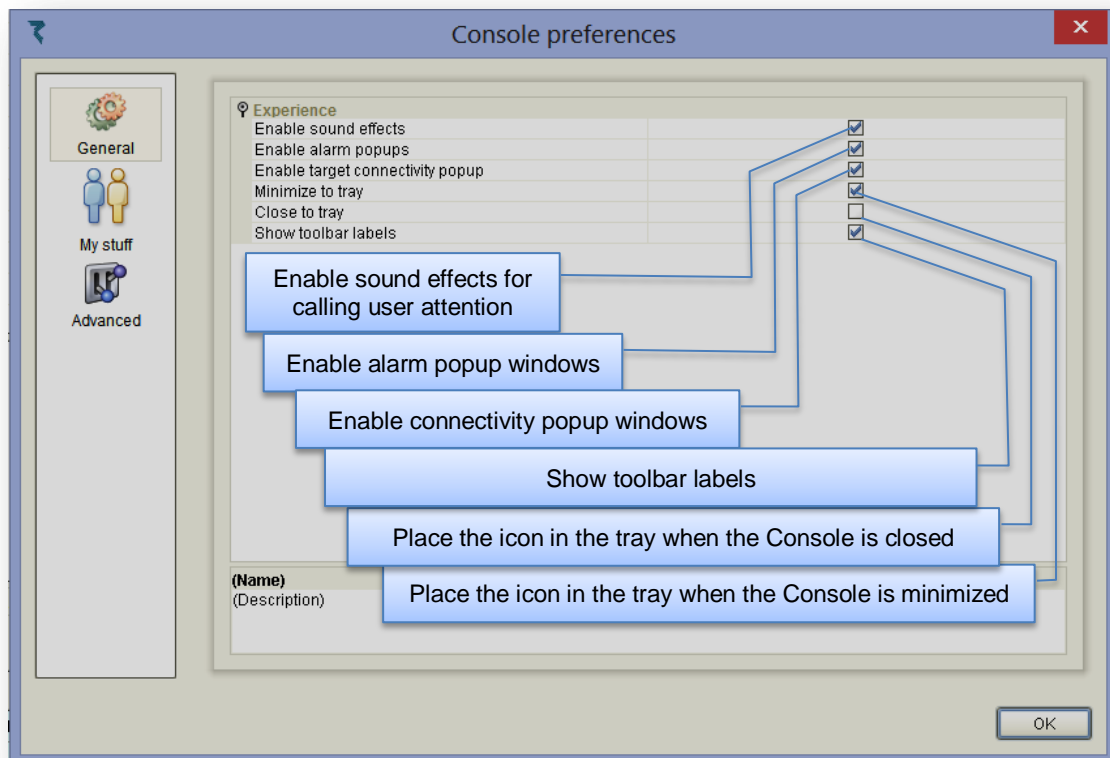 Console preferences
General
My stuff
Advanced
Experience
Enable sound effects
Enable alarm popups
Enable target connectivity popup
Minimize to tray
Close to tray
Show toolbar labels
Enable sound effects for
calling user attention
Enable alarm popup windows
Enable connectivity popup windows
Show toolbar labels
Place the icon in the tray when the Console is closed
Place the icon in the tray when the Console is minimized
(Name)
(Description)
OK